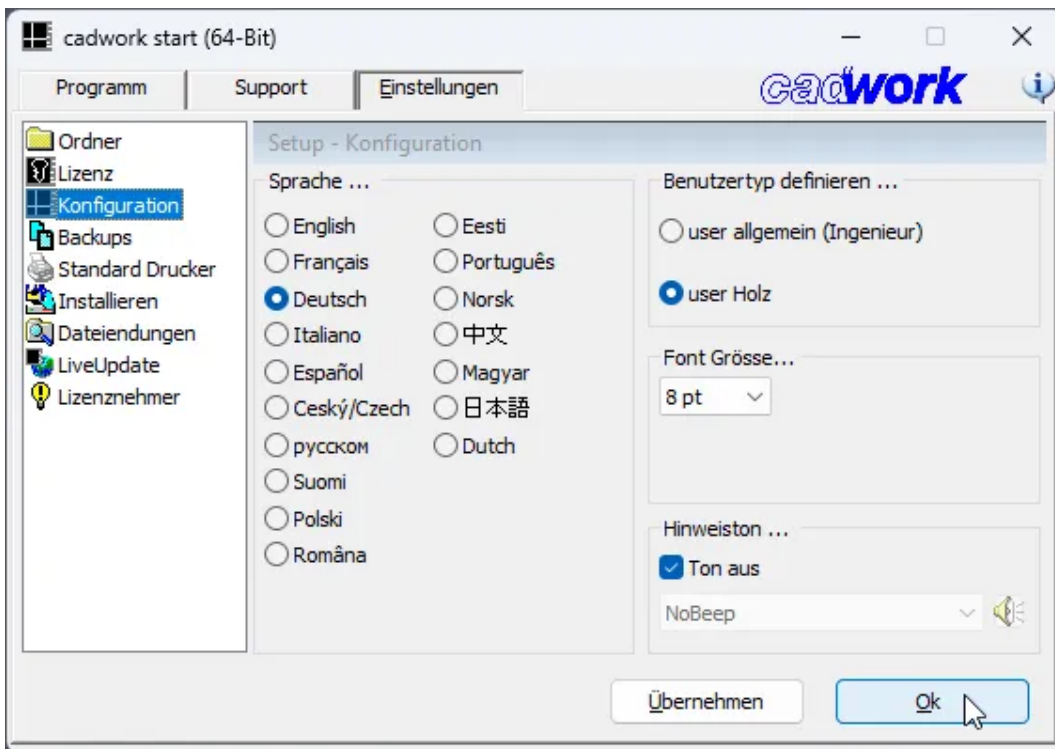 cadwork start (64-Bit)
Programm
Support
Einstellungen
cadwork
Ordner
Lizenz
Konfiguration
Backups
Standard Drucker
Installieren
Dateiendungen
LiveUpdate
Lizenznehmer
Setup - Konfiguration
Sprache ...
English
Français
Deutsch
Italiano
Español
Ceský/Czech
русском
Suomi
Polski
Româna
Eesti
Português
Norsk
中文
Magyar
日本語
Dutch
Benutzertyp definieren ...
user allgemein (Ingenieur)
user Holz
Font Grösse...
8 pt
Hinweiston ...
Ton aus
NoBeep
Übernehmen
Ok